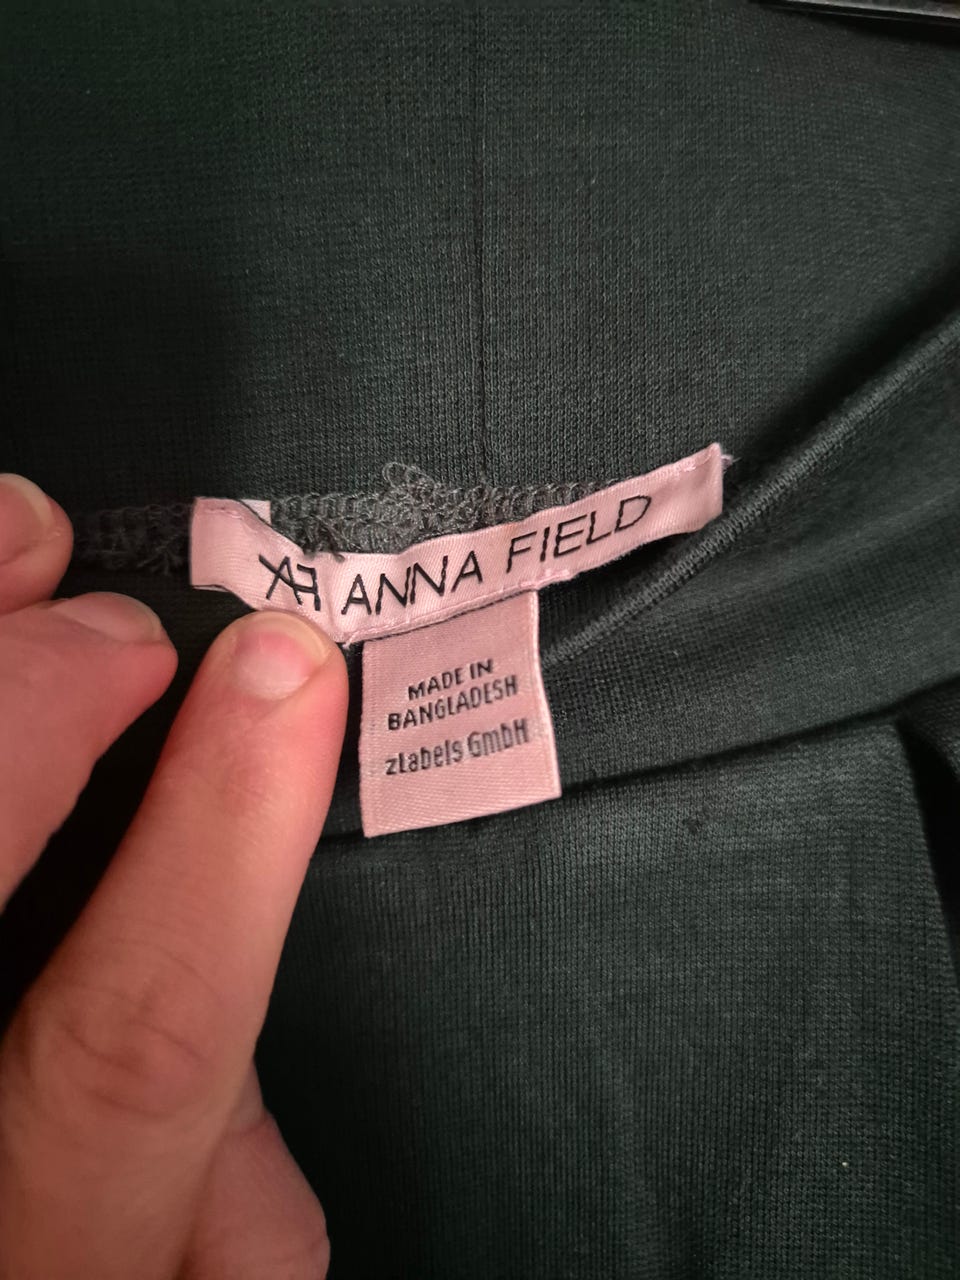 AF ANNA FIELD
MADE IN
BANGLADESH
zLabels GmbH